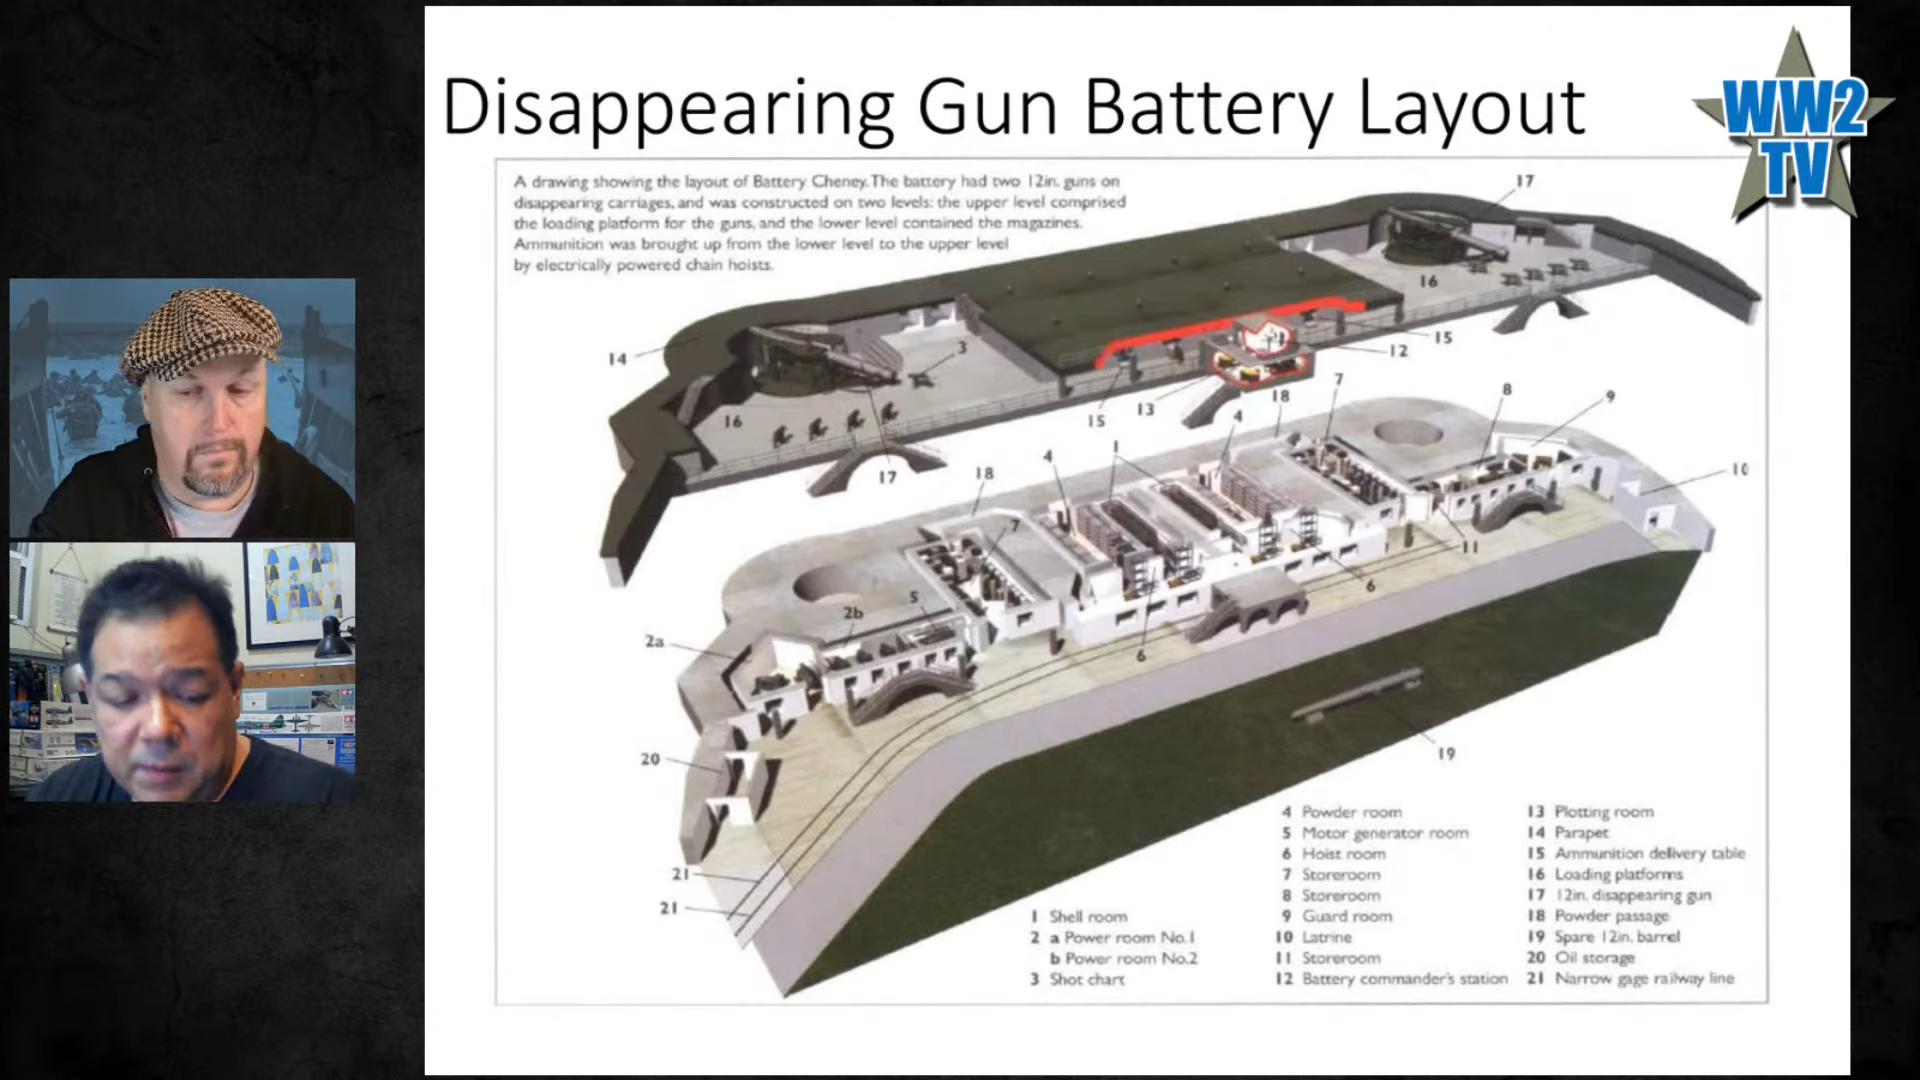 Disappearing Gun Battery Layout
WW2
TV
A drawing showing the layout of Battery Cheney. The battery had two 12in. guns on
disappearing carriages, and was constructed on two levels: the upper level comprised
the loading platform for the guns, and the lower level contained the magazines.
Ammunition was brought up from the lower level to the upper level
by electrically powered chain hoists.
17
16
15
12
14
3
13
15
16
17
18
7
8
9
4
1
4
18
10
7
11
6
5
2b
2a
6
19
20
21
21
1 Shell room
2 a Power room No.1
b Power room No.2
3 Shot chart
4 Powder room
5 Motor generator room
6 Hoist room
7 Storeroom
8 Storeroom
9 Guard room
10 Latrine
11 Storeroom
12 Battery commander's station
13 Plotting room
14 Parapet
15 Ammunition delivery table
16 Loading platforms
17 12in. disappearing gun
18 Powder passage
19 Spare 12in. barrel
20 Oil storage
21 Narrow gage railway line